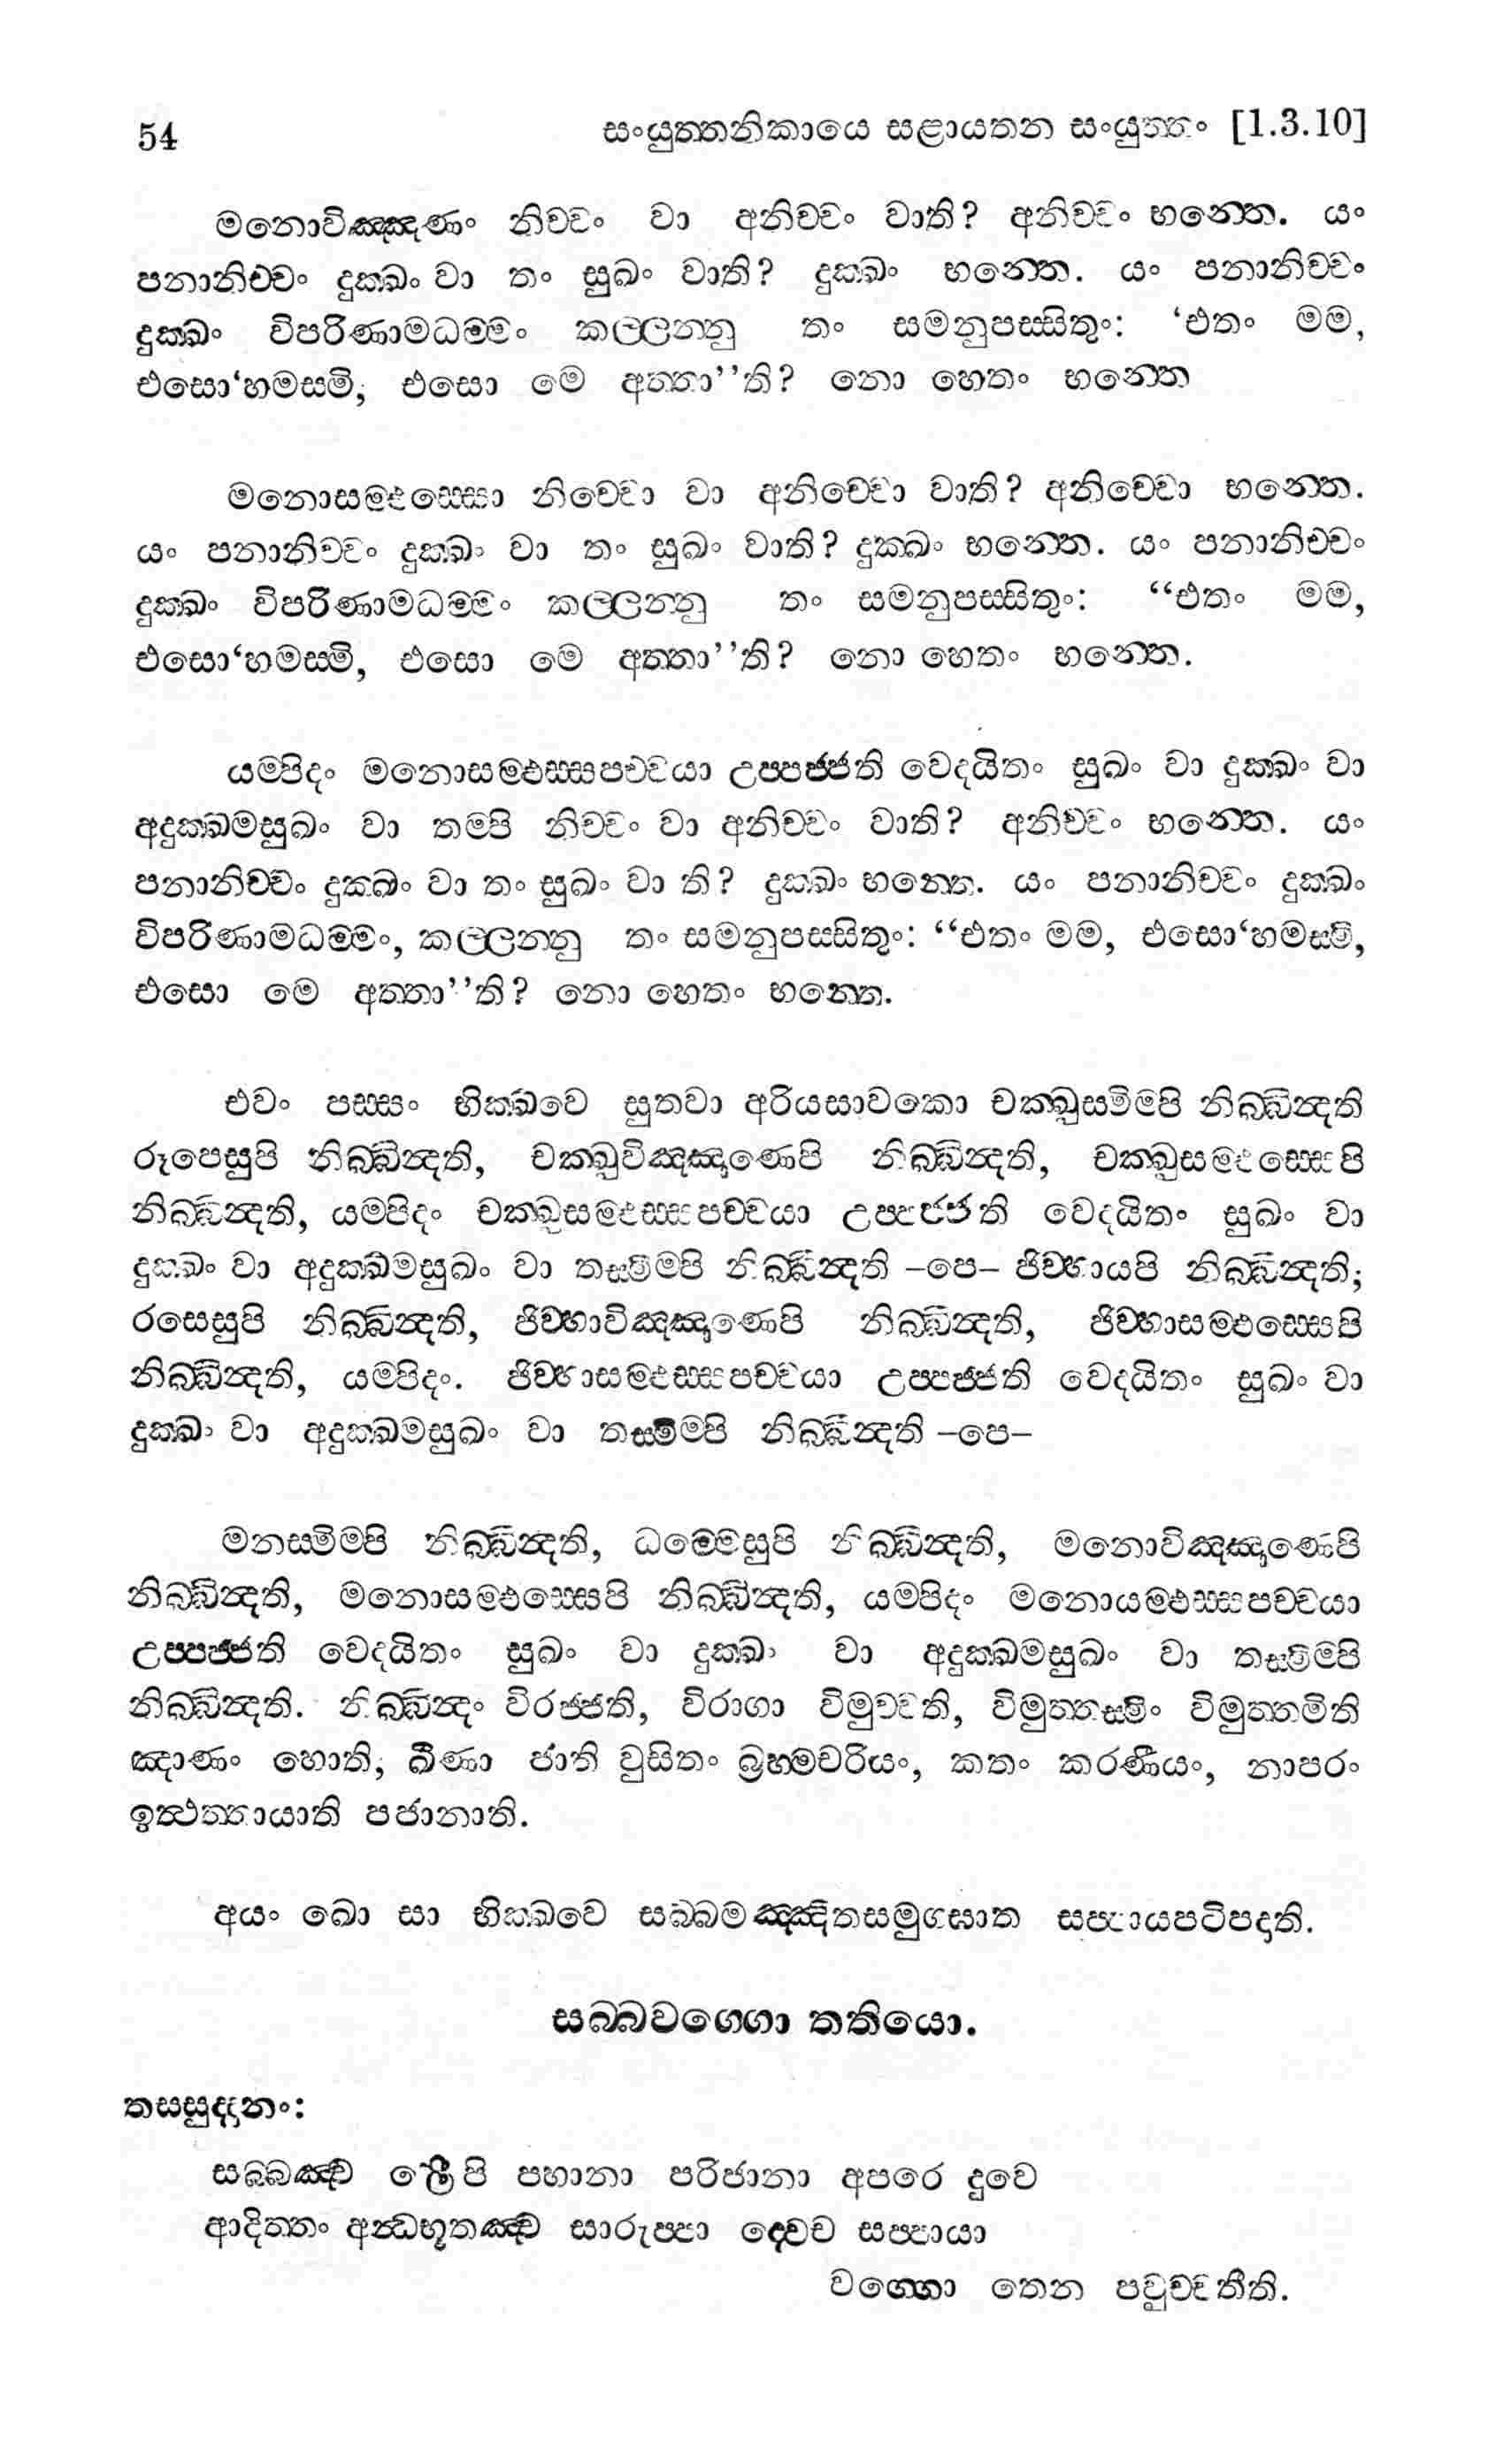 54 සංයුත්තනිකායෙ සළායතන සංයුත්තං [1.3.10]
මනොවිඤ්ඤණං නිච්චං වා අනිච්චං වාති? අනිච්චං භන්තෙ. යං
පනානිච්චං දුක්ඛං වා තං සුඛං වාති? දුක්ඛං භන්තෙ. යං පනානිච්චං
දුක්ඛං විපරිණාමධම්මං කල්ලන්නු තං සමනුපස්සිතුං: ‘එතං මම,
එසො‘හමස්මි, එසො මෙ අත්තා’’ති? නො හෙතං භන්තෙ
මනොසම්ඵස්සො නිච්චො වා අනිච්චො වාති? අනිච්චො භන්තෙ.
යං පනානිච්චං දුක්ඛං වා තං සුඛං වාති? දුක්ඛං භන්තෙ. යං පනානිච්චං
දුක්ඛං විපරිණාමධම්මං කල්ලන්නු තං සමනුපස්සිතුං: “එතං මම,
එසො‘හමස්මි, එසො මෙ අත්තා’’ති? නො හෙතං භන්තෙ.
යම්පිදං මනොසම්ඵස්සපච්චයා උප්පජ්ජති වෙදයිතං සුඛං වා දුක්ඛං වා
අදුක්ඛමසුඛං වා තම්පි නිච්චං වා අනිච්චං වාති? අනිච්චං භන්තෙ. යං
පනානිච්චං දුක්ඛං වා තං සුඛං වා ති? දුක්ඛං භන්තෙ. යං පනානිච්චං දුක්ඛං
විපරිණාමධම්මං, කල්ලන්නු තං සමනුපස්සිතුං: “එතං මම, එසො‘හමස්මි,
එසො මෙ අත්තා’’ති? නො හෙතං භන්තෙ.
එවං පස්සං භික්ඛවෙ සුතවා අරියසාවකො චක්ඛුස්මිම්පි නිබ්බින්දති
රූපෙසුපි නිබ්බින්දති, චක්ඛුවිඤ්ඤාණෙපි නිබ්බින්දති, චක්ඛුසම්ඵස්සෙපි
නිබ්බින්දති, යම්පිදං චක්ඛුසම්ඵස්සපච්චයා උප්පජ්ජති වෙදයිතං සුඛං වා
දුක්ඛං වා අදුක්ඛමසුඛං වා තස්මිම්පි නිබ්බින්දති –පෙ– ජිව්හායපි නිබ්බින්දති;
රසෙසුපි නිබ්බින්දති, ජිව්හාවිඤ්ඤාණෙපි නිබ්බින්දති, ජිව්හාසම්ඵස්සෙපි
නිබ්බින්දති, යම්පිදං. ජිව්හාසම්ඵස්සපච්චයා උප්පජ්ජති වෙදයිතං සුඛං වා
දුක්ඛං වා අදුක්ඛමසුඛං වා තස්මිම්පි නිබ්බින්දති –පෙ–
මනස්මිම්පි නිබ්බින්දති, ධම්මෙසුපි නිබ්බින්දති, මනොවිඤ්ඤාණෙපි
නිබ්බින්දති, මනොසම්ඵස්සෙපි නිබ්බින්දති, යම්පිදං මනොයම්ඵස්සපච්චයා
උප්පජ්ජති වෙදයිතං සුඛං වා දුක්ඛං වා අදුක්ඛමසුඛං වා තස්මිම්පි
නිබ්බින්දති. නිබ්බින්දං විරජ්ජති, විරාගා විමුච්චති, විමුත්තස්මිං විමුත්තමිති
ඤාණං හොති, ඛීණා ජාති වුසිතං බ්‍රහ්මචරියං, කතං කරණීයං, නාපරං
ඉත්ථත්තායාති පජානාති.
අයං ඛො සා භික්ඛවෙ සබ්බමඤ්ඤිතසමුග්ඝාත සප්පායපටිපදාති.
සබ්බවග්ගො තතියො.
තස්සුද්දානං:
සබ්බඤ්ච ද්වෙපි පහානා පරිජානා අපරෙ දුවෙ
ආදිත්තං අන්ධභූතඤ්ච සාරුප්පා ද්වෙච සප්පායා
වග්ගො තෙන පවුච්චතීති.